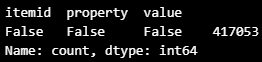 itemid  property  value
False   False     False    417053
Name: count, dtype: int64